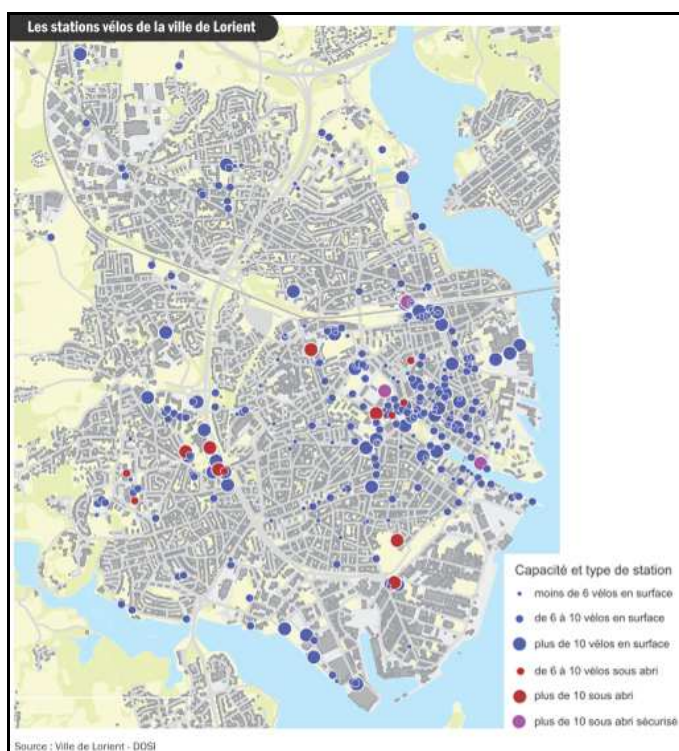 Les stations vélos de la ville de Lorient
Capacité et type de station
moins de 6 vélos en surface
de 6 à 10 vélos en surface
plus de 10 vélos en surface
de 6 à 10 vélos sous abri
plus de 10 sous abri
plus de 10 sous abri sécurisé
Source : Ville de Lorient - DOSI